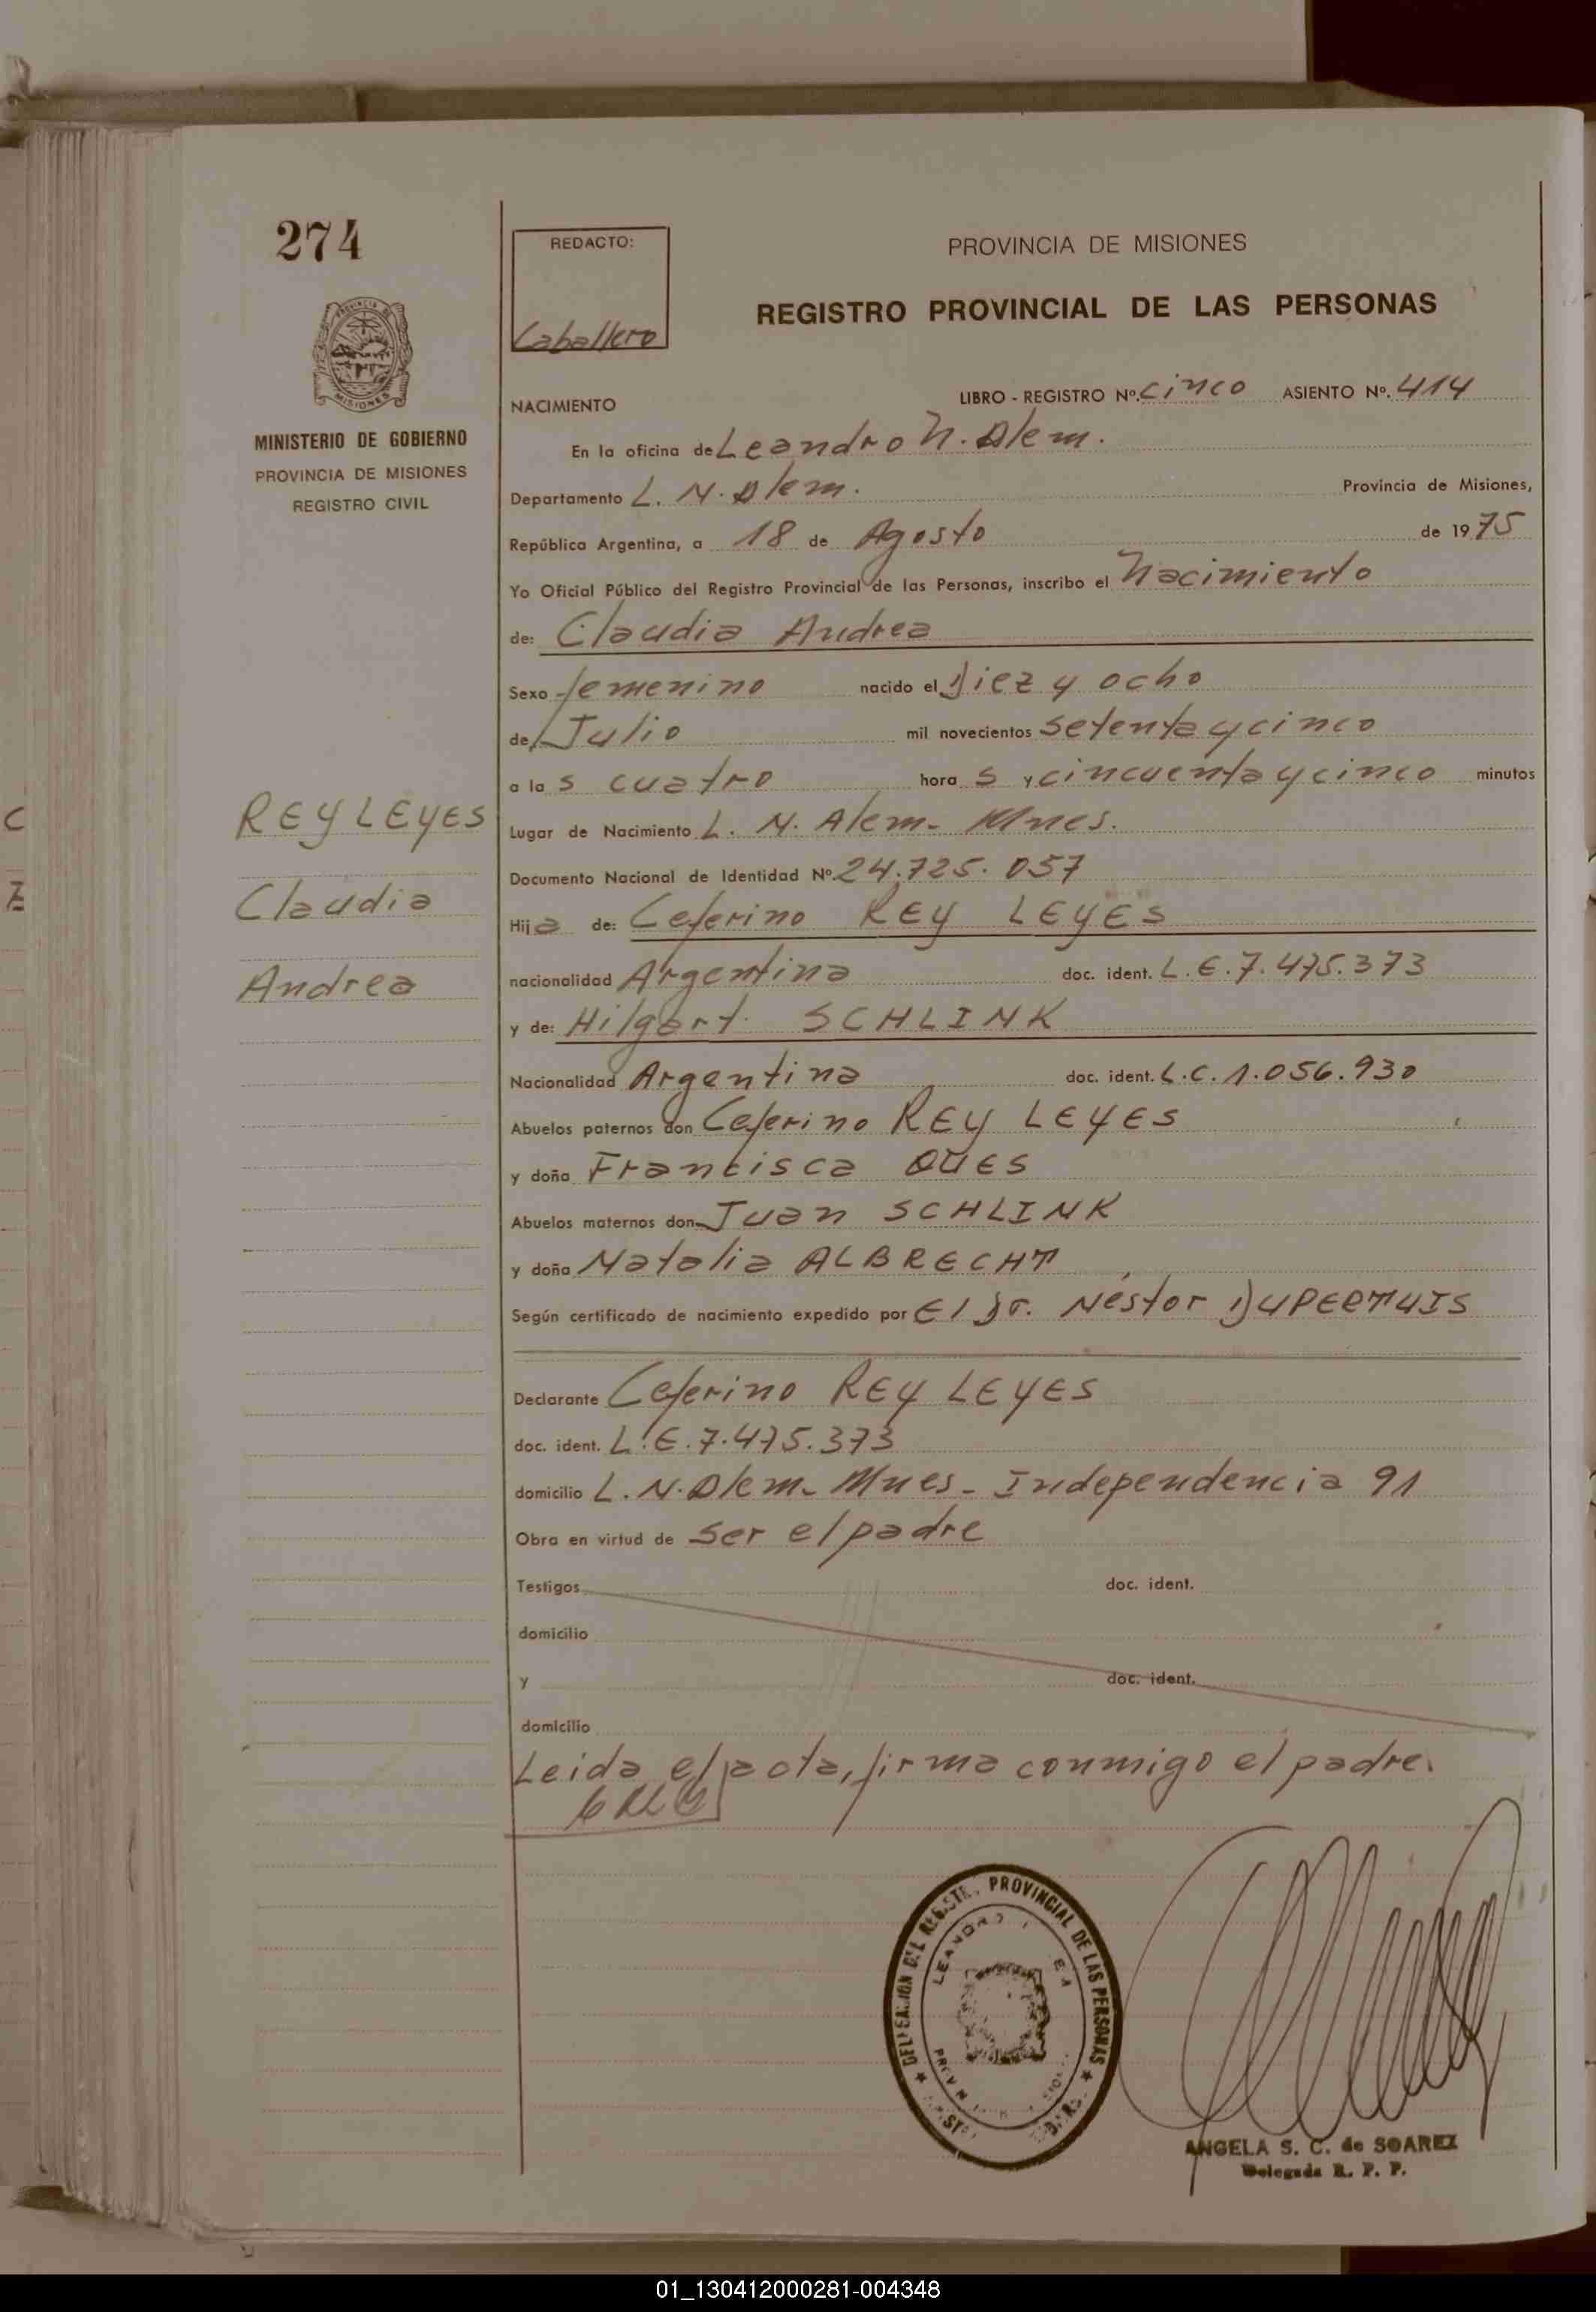 274
REDACTO:
Caballero
PROVINCIA DE MISIONES
REGISTRO PROVINCIAL DE LAS PERSONAS
MINISTERIO DE GOBIERNO
PROVINCIA DE MISIONES
REGISTRO CIVIL
NACIMIENTO
LIBRO - REGISTRO Nº. cinco ASIENTO Nº. 414
En la oficina de Leandro N. Alem.
Departamento L. N. Alem. Provincia de Misiones,
República Argentina, a 18 de Agosto de 1975
Yo Oficial Público del Registro Provincial de las Personas, inscribo el Nacimiento
de: Claudia Andrea
Sexo femenino nacido el Diez y ocho
de Julio mil novecientos setenta y cinco
a las cuatro horas y cincuenta y cinco minutos
REY LEYES
Claudia
Andrea
Lugar de Nacimiento L. N. Alem- Mnes.
Documento Nacional de Identidad Nº 24.725.057
Hija de: Ceferino REY LEYES
nacionalidad Argentina doc. ident. L.E.7.475.373
y de: Hilgart SCHLINK
Nacionalidad Argentina doc. ident. L.C.1.056.930
Abuelos paternos don Ceferino REY LEYES
y doña Francisca
Abuelos maternos don Juan SCHLINK
y doña Natalia ALBRECHT
Según certificado de nacimiento expedido por El Dr. Néstor DUPERTUIS
Declarante Ceferino REY LEYES
doc. ident. L.E.7.475.373
domicilio L.N.Alem- Mnes- Independencia 91
Obra en virtud de ser el padre
Testigos doc. ident.
domicilio
y doc. ident.
domicilio
Leida el acta, firma conmigo el padre.
PROVINCIAL DE LAS PERSONAS
ANGELA S. C. de SOAREZ
Delegada R. P. P.
01_130412000281-004348